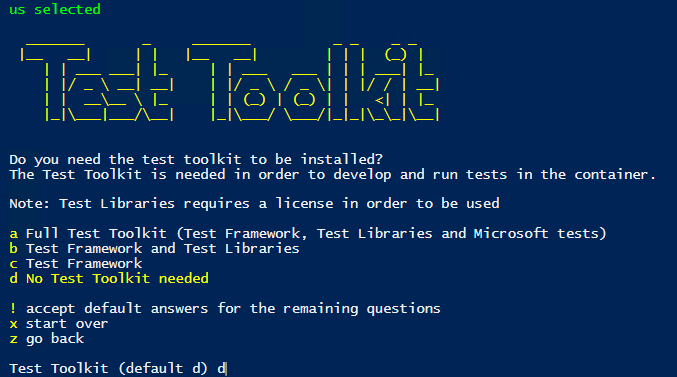 us selected
Test Toolkit
Do you need the test toolkit to be installed?
The Test Toolkit is needed in order to develop and run tests in the container.
Note: Test Libraries requires a license in order to be used
a Full Test Toolkit (Test Framework, Test Libraries and Microsoft tests)
b Test Framework and Test Libraries
c Test Framework
d No Test Toolkit needed
! accept default answers for the remaining questions
x start over
z go back
Test Toolkit (default d) d